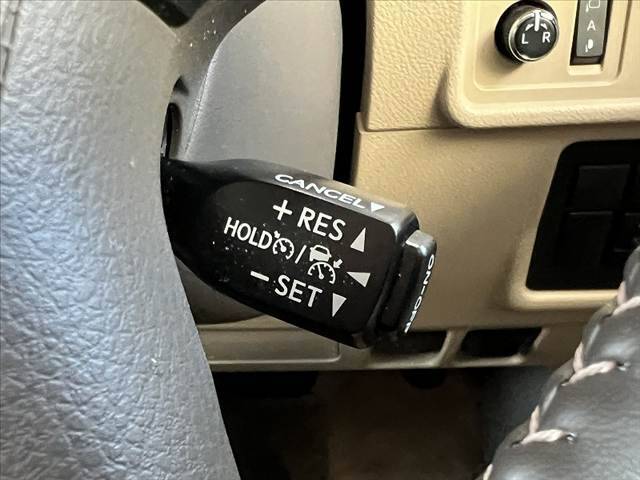 L R
A
CANCEL▼
+ RES ▲
HOLD /
− SET ▼
ON-OFF